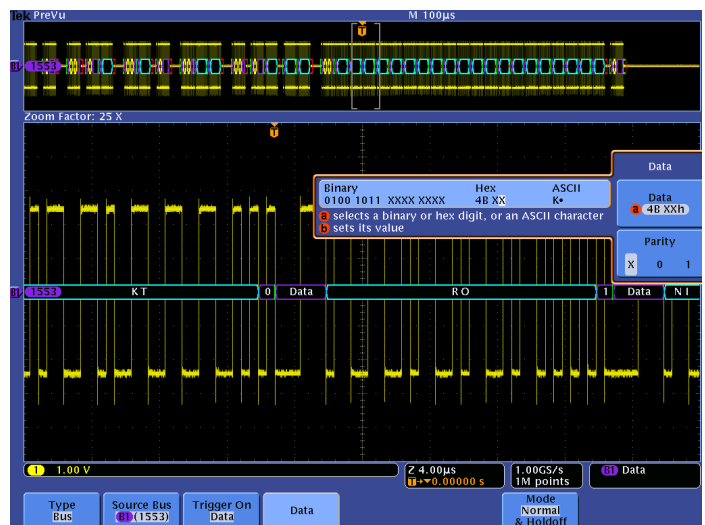 Tek PreVu
M 100µs
T
B1 1553
Zoom Factor: 25 X
T
Data
Binary Hex ASCII
0100 1011 XXXX XXXX 4B XX K•
a selects a binary or hex digit, or an ASCII character
b sets its value
Data
a 4B XXh
Parity
X 0 1
B1 1553 K T 0 Data R O 1 Data N I
1 1.00 V
Z 4.00µs
T→▼0.00000 s
1.00GS/s
1M points
B1 Data
Type
Bus
Source Bus
B1 (1553)
Trigger On
Data
Data
Mode
Normal
& Holdoff